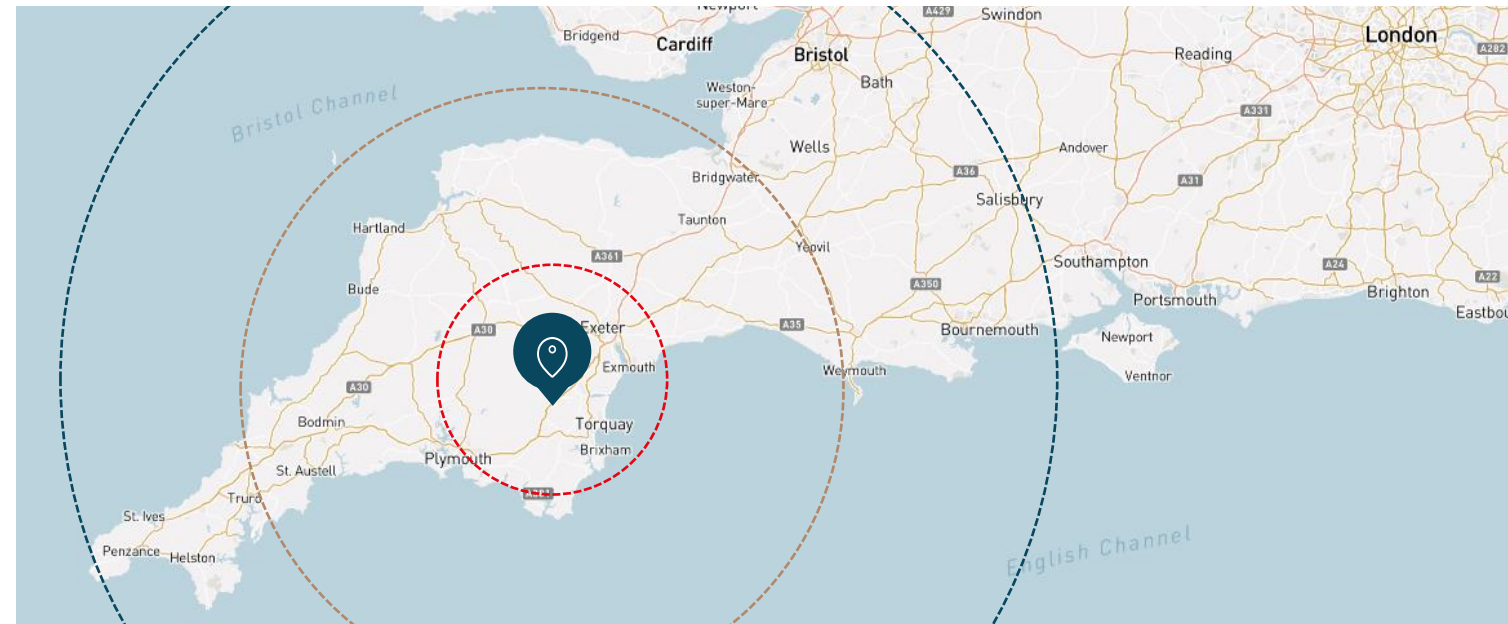 Newport
A429
Swindon
Bridgend
Cardiff
Bristol
London
A282
Reading
Bath
Weston-
super-Mare
Bristol Channel
A331
Wells
Andover
Bridgwater
A36
A31
Salisbury
Taunton
Hartland
Yeovil
A361
Southampton
A24
A22
Bude
A350
Portsmouth
Brighton
Eastbou
A30
Exeter
A35
Bournemouth
Newport
Exmouth
Weymouth
Ventnor
A30
Bodmin
Torquay
Plymouth
Brixham
St. Austell
Truro
St. Ives
Penzance
Helston
English Channel